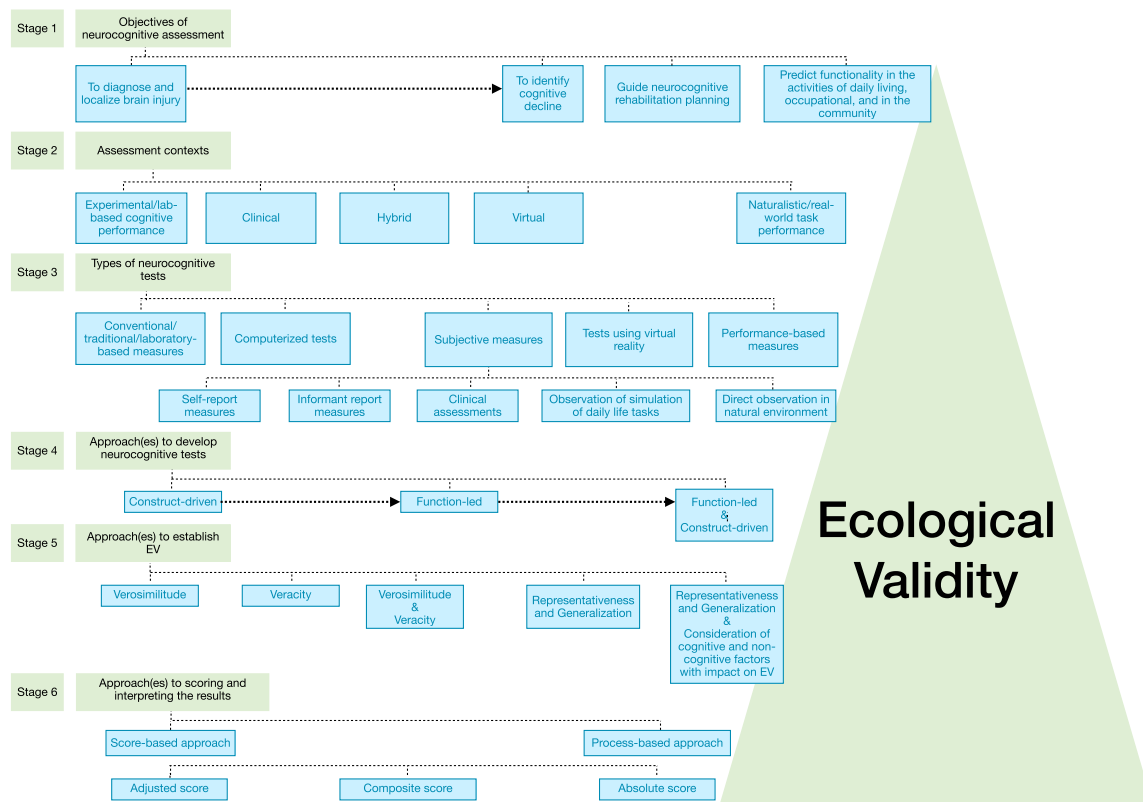 Stage 1
Objectives of
neurocognitive assessment
To diagnose and
localize brain injury
To identify
cognitive
decline
Guide neurocognitive
rehabilitation planning
Predict functionality in the
activities of daily living,
occupational, and in the
community
Stage 2
Assessment contexts
Experimental/lab-
based cognitive
performance
Clinical
Hybrid
Virtual
Naturalistic/real-
world task
performance
Stage 3
Types of neurocognitive
tests
Conventional/
traditional/laboratory-
based measures
Computerized tests
Subjective measures
Tests using virtual
reality
Performance-based
measures
Self-report
measures
Informant report
measures
Clinical
assessments
Observation of simulation
of daily life tasks
Direct observation in
natural environment
Stage 4
Approach(es) to develop
neurocognitive tests
Construct-driven
Function-led
Function-led
&
Construct-driven
Stage 5
Approach(es) to establish
EV
Verosimilitude
Veracity
Verosimilitude
&
Veracity
Representativeness
and Generalization
Representativeness
and Generalization
&
Consideration of
cognitive and non-
cognitive factors
with impact on EV
Stage 6
Approach(es) to scoring and
interpreting the results
Score-based approach
Process-based approach
Adjusted score
Composite score
Absolute score
Ecological
Validity